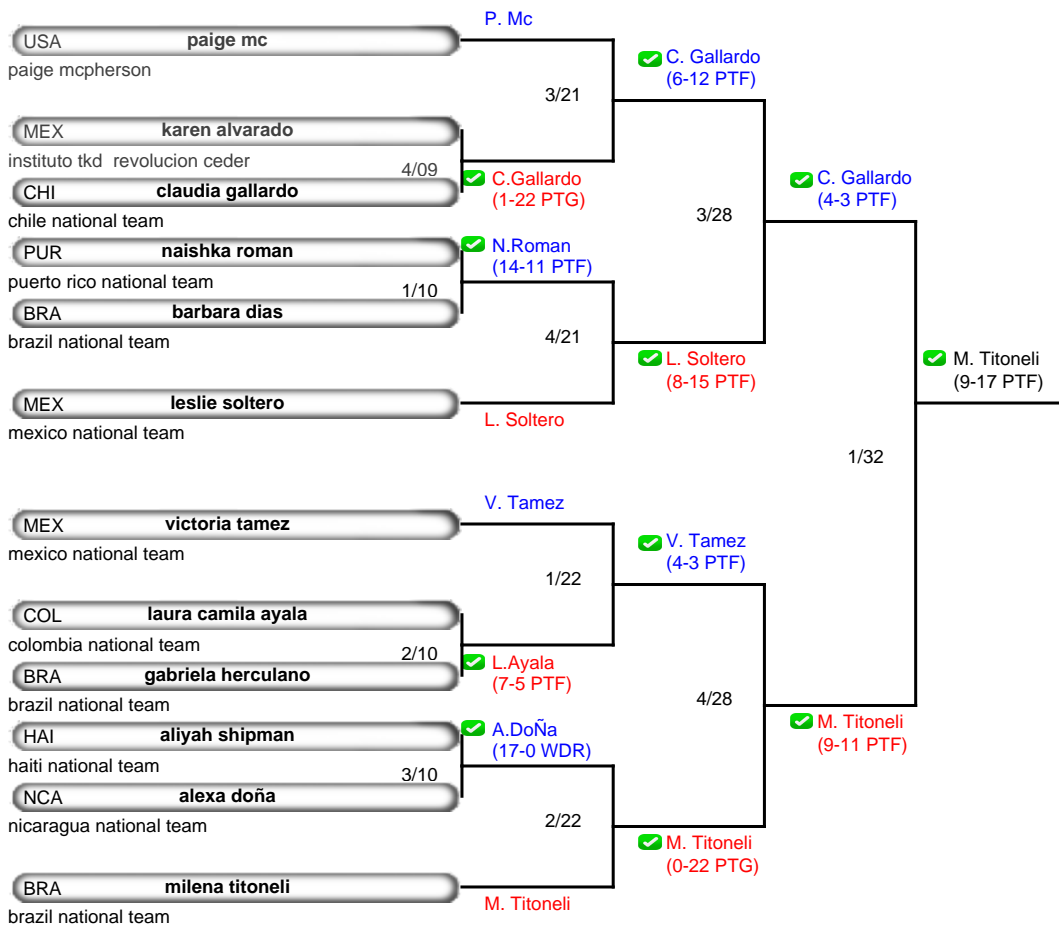 P. Mc
USA paige mc
paige mcpherson
C. Gallardo
(6-12 PTF)
3/21
MEX karen alvarado
instituto tkd revolucion ceder
4/09
C.Gallardo
(1-22 PTG)
CHI claudia gallardo
chile national team
C. Gallardo
(4-3 PTF)
3/28
PUR naishka roman
puerto rico national team
N.Roman
(14-11 PTF)
1/10
BRA barbara dias
brazil national team
4/21
L. Soltero
(8-15 PTF)
M. Titoneli
(9-17 PTF)
MEX leslie soltero
mexico national team
L. Soltero
1/32
V. Tamez
MEX victoria tamez
mexico national team
V. Tamez
(4-3 PTF)
1/22
COL laura camila ayala
colombia national team
2/10
L.Ayala
(7-5 PTF)
BRA gabriela herculano
brazil national team
4/28
M. Titoneli
(9-11 PTF)
HAI aliyah shipman
haiti national team
A.DoÑa
(17-0 WDR)
3/10
NCA alexa doña
nicaragua national team
2/22
M. Titoneli
(0-22 PTG)
BRA milena titoneli
brazil national team
M. Titoneli